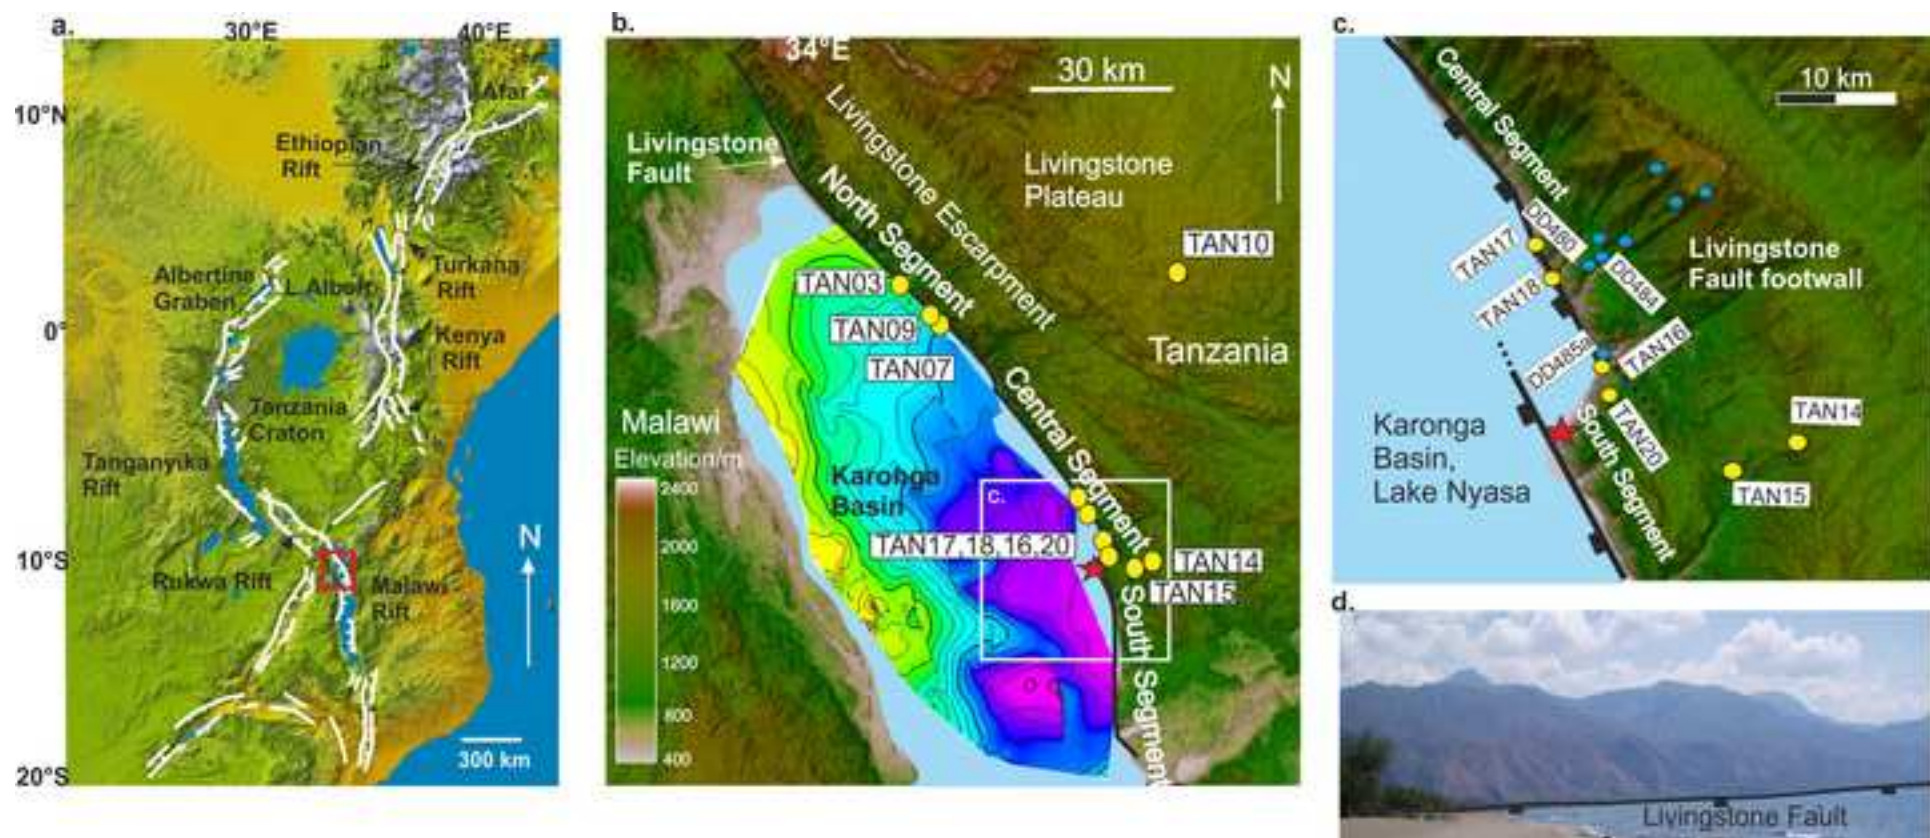 a.
30°E
40°E
10°N
Afar
Ethiopian
Rift
Turkana
Rift
Albertine
Graben
L Albert
0°
Kenya
Rift
Tanzania
Craton
Tanganyika
Rift
10°S
Rukwa Rift
Malawi
Rift
N
300 km
20°S
b.
34°E
30 km
N
Livingstone
Fault
Livingstone Escarpment
Livingstone
Plateau
North Segment
TAN10
TAN03
TAN09
TAN07
Tanzania
Central Segment
Malawi
Elevation/m
2400
2000
1600
1200
800
400
Karonga
Basin
c.
TAN17,18,16,20
TAN14
TAN15
South Segment
c.
Central Segment
10 km
DD480
TAN17
TAN18
DD484
Livingstone
Fault footwall
DD485a
TAN16
TAN20
TAN14
TAN15
Karonga
Basin,
Lake Nyasa
South Segment
d.
Livingstone Fault